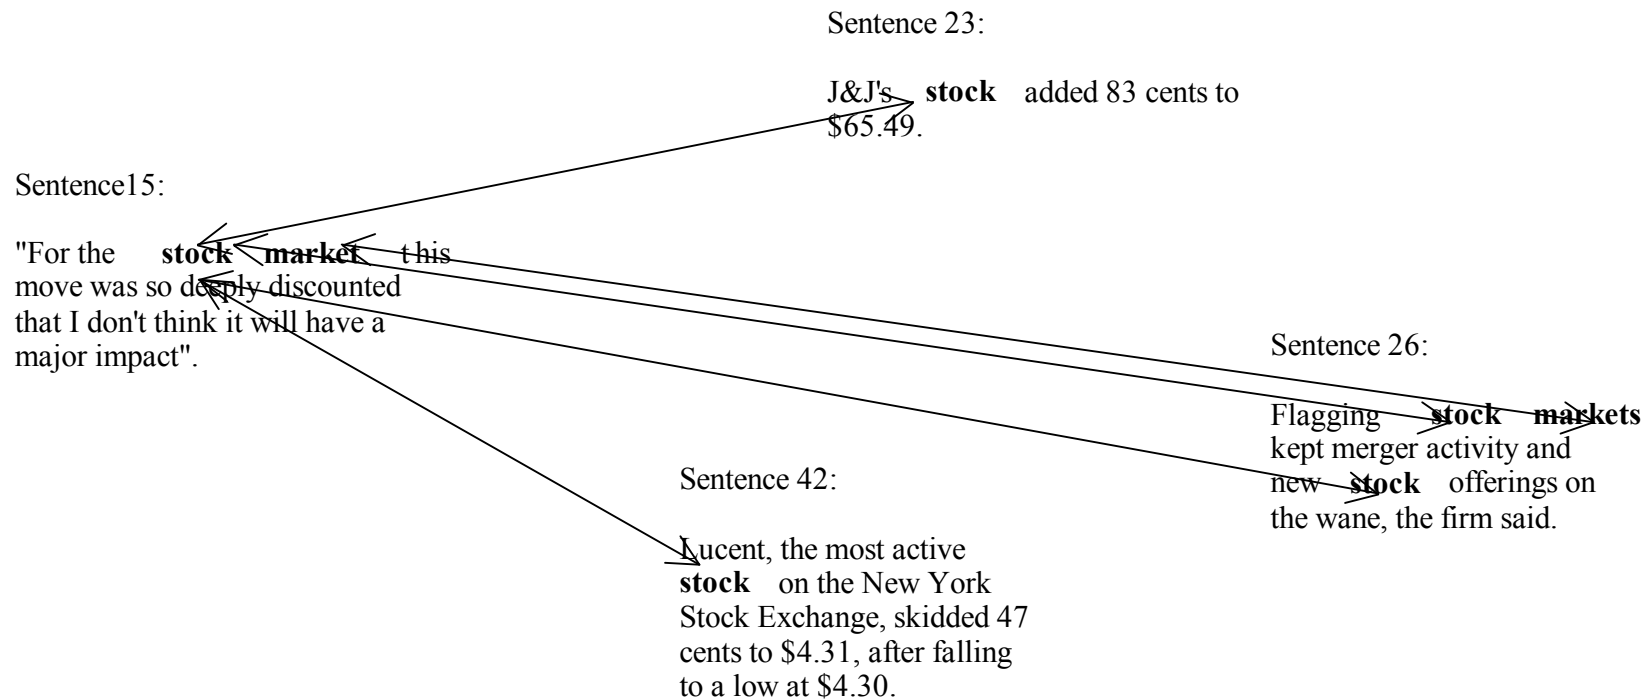 Sentence 23:
J&J's stock added 83 cents to
$65.49.
Sentence15:
"For the stock market this
move was so deeply discounted
that I don't think it will have a
major impact".
Sentence 26:
Flagging stock markets
kept merger activity and
new stock offerings on
the wane, the firm said.
Sentence 42:
Lucent, the most active
stock on the New York
Stock Exchange, skidded 47
cents to $4.31, after falling
to a low at $4.30.